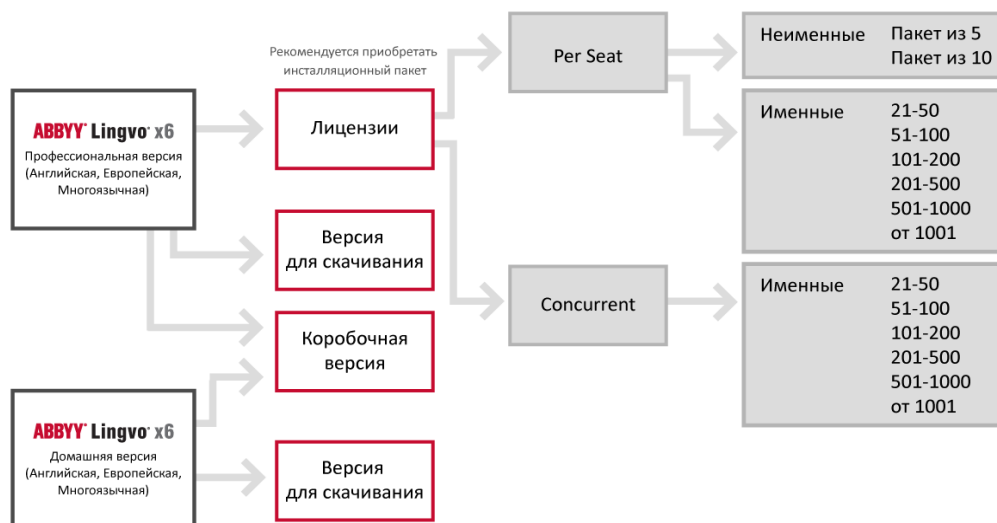 Рекомендуется приобретать
инсталляционный пакет
ABBYY Lingvo x6
Профессиональная версия
(Английская, Европейская,
Многоязычная)
Лицензии
Версия
для скачивания
Коробочная
версия
ABBYY Lingvo x6
Домашняя версия
(Английская, Европейская,
Многоязычная)
Версия
для скачивания
Per Seat
Concurrent
Неименные Пакет из 5
Пакет из 10
Именные 21-50
51-100
101-200
201-500
501-1000
от 1001
Именные 21-50
51-100
101-200
201-500
501-1000
от 1001